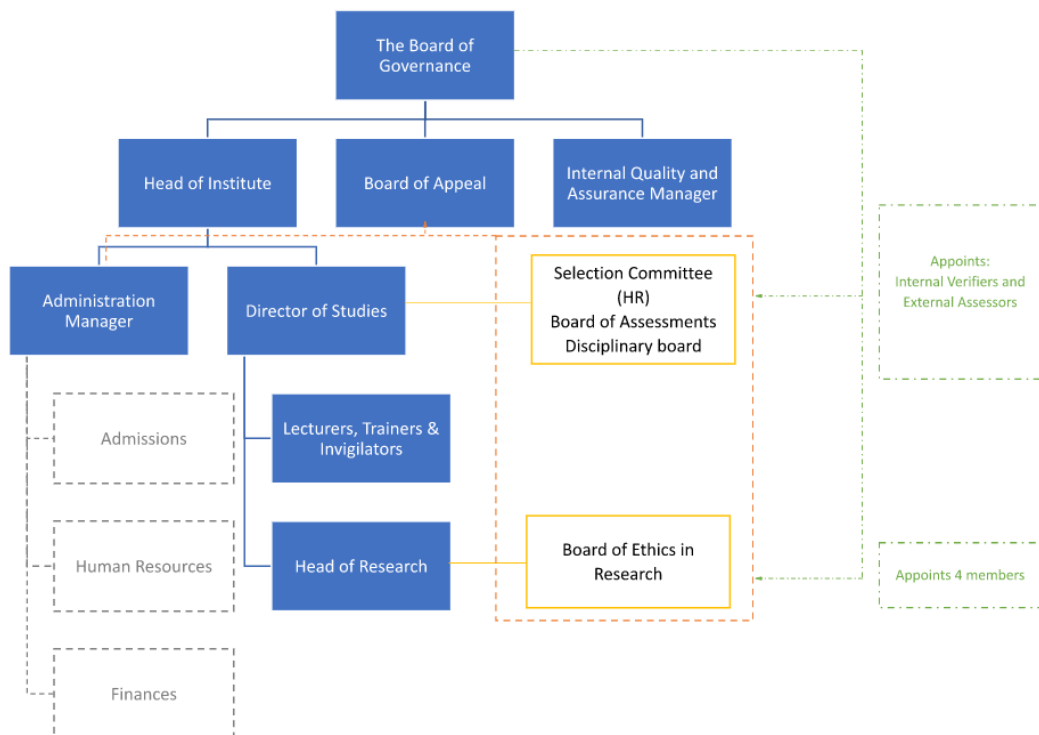 The Board of
Governance
Head of Institute
Board of Appeal
Internal Quality and
Assurance Manager
Appoints:
Internal Verifiers and
External Assessors
Administration
Manager
Director of Studies
Selection Committee
(HR)
Board of Assessments
Disciplinary board
Admissions
Lecturers, Trainers &
Invigilators
Human Resources
Head of Research
Board of Ethics in
Research
Appoints 4 members
Finances